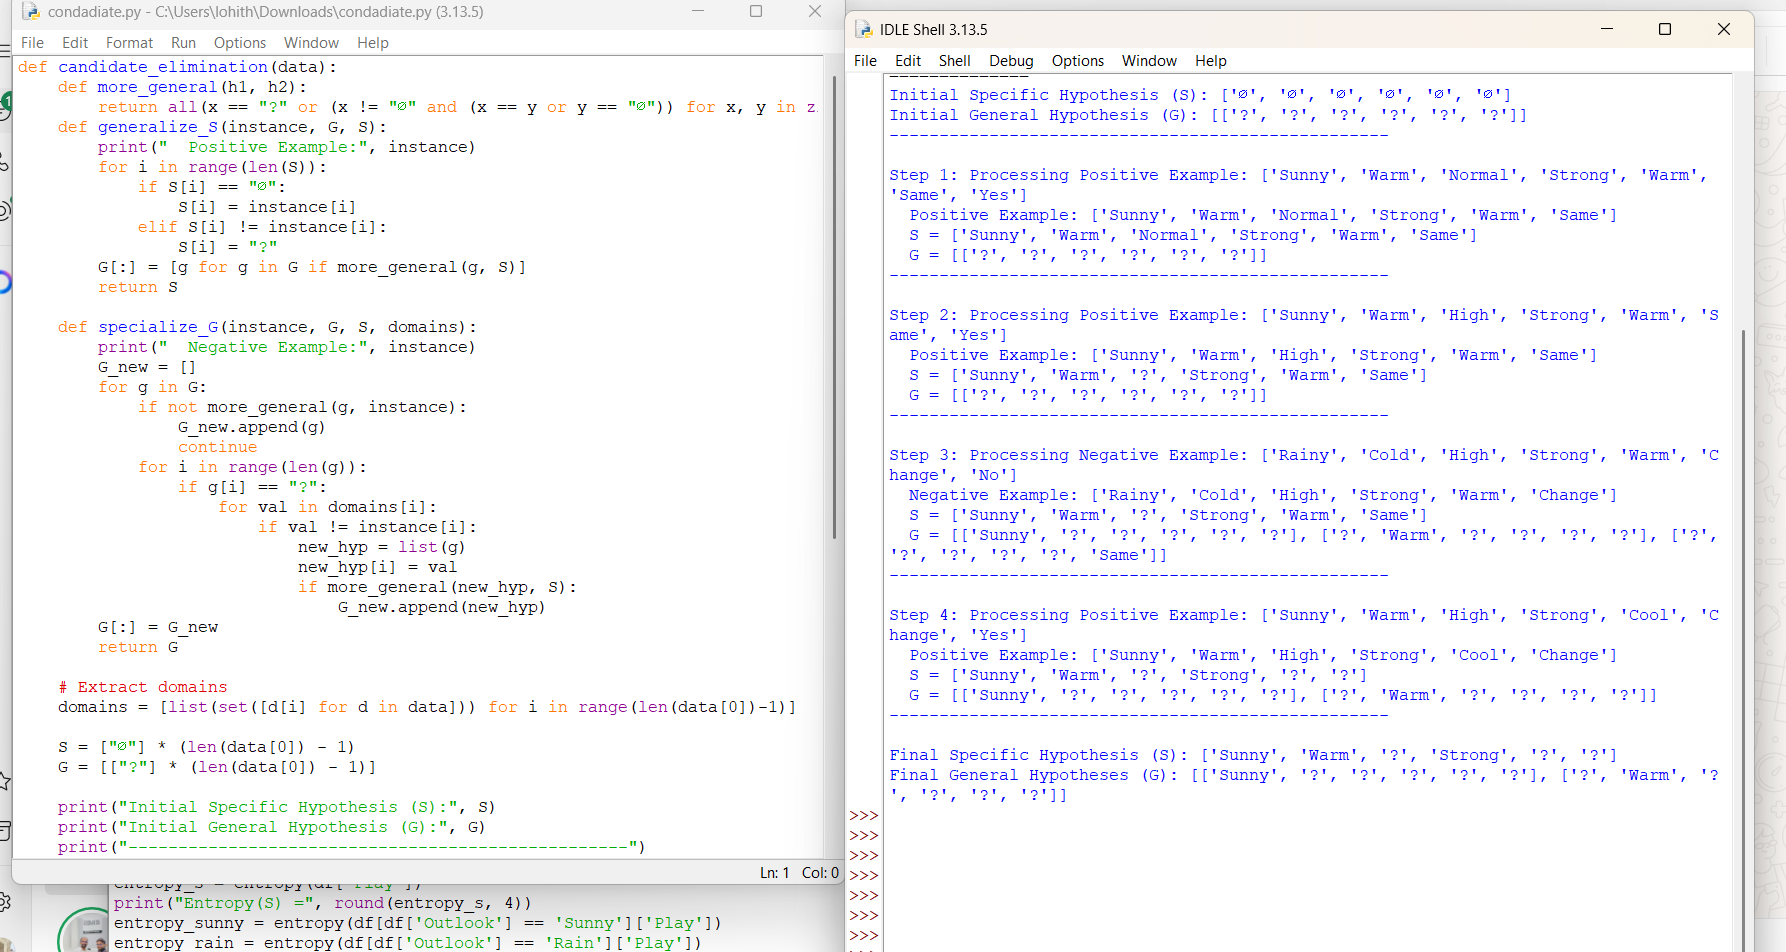 condadiate.py - C:\Users\lohith\Downloads\condadiate.py (3.13.5)
File Edit Format Run Options Window Help
def candidate_elimination(data):
    def more_general(h1, h2):
        return all(x == "?" or (x != "∅" and (x == y or y == "∅")) for x, y in z
    def generalize_S(instance, G, S):
        print("  Positive Example:", instance)
        for i in range(len(S)):
            if S[i] == "∅":
                S[i] = instance[i]
            elif S[i] != instance[i]:
                S[i] = "?"
        G[:] = [g for g in G if more_general(g, S)]
        return S
    def specialize_G(instance, G, S, domains):
        print("  Negative Example:", instance)
        G_new = []
        for g in G:
            if not more_general(g, instance):
                G_new.append(g)
                continue
            for i in range(len(g)):
                if g[i] == "?":
                    for val in domains[i]:
                        if val != instance[i]:
                            new_hyp = list(g)
                            new_hyp[i] = val
                            if more_general(new_hyp, S):
                                G_new.append(new_hyp)
        G[:] = G_new
        return G
    # Extract domains
    domains = [list(set([d[i] for d in data])) for i in range(len(data[0])-1)]
    S = ["∅"] * (len(data[0]) - 1)
    G = [["?"] * (len(data[0]) - 1)]
    print("Initial Specific Hypothesis (S):", S)
    print("Initial General Hypothesis (G):", G)
    print("--------------------------------------------------")
Ln: 1 Col: 0
print("Entropy(S) =", round(entropy_s, 4))
entropy_sunny = entropy(df[df['Outlook'] == 'Sunny']['Play'])
entropy_rain = entropy(df[df['Outlook'] == 'Rain']['Play'])
IDLE Shell 3.13.5
File Edit Shell Debug Options Window Help
--------------
Initial Specific Hypothesis (S): ['∅', '∅', '∅', '∅', '∅', '∅']
Initial General Hypothesis (G): [['?', '?', '?', '?', '?', '?']]
--------------------------------------------------
Step 1: Processing Positive Example: ['Sunny', 'Warm', 'Normal', 'Strong', 'Warm',
'Same', 'Yes']
  Positive Example: ['Sunny', 'Warm', 'Normal', 'Strong', 'Warm', 'Same']
  S = ['Sunny', 'Warm', 'Normal', 'Strong', 'Warm', 'Same']
  G = [['?', '?', '?', '?', '?', '?']]
--------------------------------------------------
Step 2: Processing Positive Example: ['Sunny', 'Warm', 'High', 'Strong', 'Warm', 'S
ame', 'Yes']
  Positive Example: ['Sunny', 'Warm', 'High', 'Strong', 'Warm', 'Same']
  S = ['Sunny', 'Warm', '?', 'Strong', 'Warm', 'Same']
  G = [['?', '?', '?', '?', '?', '?']]
--------------------------------------------------
Step 3: Processing Negative Example: ['Rainy', 'Cold', 'High', 'Strong', 'Warm', 'C
hange', 'No']
  Negative Example: ['Rainy', 'Cold', 'High', 'Strong', 'Warm', 'Change']
  S = ['Sunny', 'Warm', '?', 'Strong', 'Warm', 'Same']
  G = [['Sunny', '?', '?', '?', '?', '?'], ['?', 'Warm', '?', '?', '?', '?'], ['?',
'?', '?', '?', '?', 'Same']]
--------------------------------------------------
Step 4: Processing Positive Example: ['Sunny', 'Warm', 'High', 'Strong', 'Cool', 'C
hange', 'Yes']
  Positive Example: ['Sunny', 'Warm', 'High', 'Strong', 'Cool', 'Change']
  S = ['Sunny', 'Warm', '?', 'Strong', '?', '?']
  G = [['Sunny', '?', '?', '?', '?', '?'], ['?', 'Warm', '?', '?', '?', '?']]
--------------------------------------------------
Final Specific Hypothesis (S): ['Sunny', 'Warm', '?', 'Strong', '?', '?']
Final General Hypotheses (G): [['Sunny', '?', '?', '?', '?', '?'], ['?', 'Warm', '?
', '?', '?', '?']]
>>>
>>>
>>>
>>>
>>>
>>>
>>>